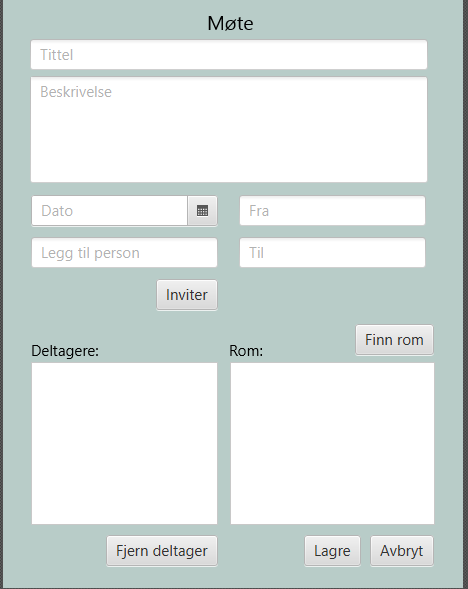 Møte
Tittel
Beskrivelse
Dato
Fra
Legg til person
Til
Inviter
Finn rom
Deltagere:
Rom:
Fjern deltager
Lagre
Avbryt